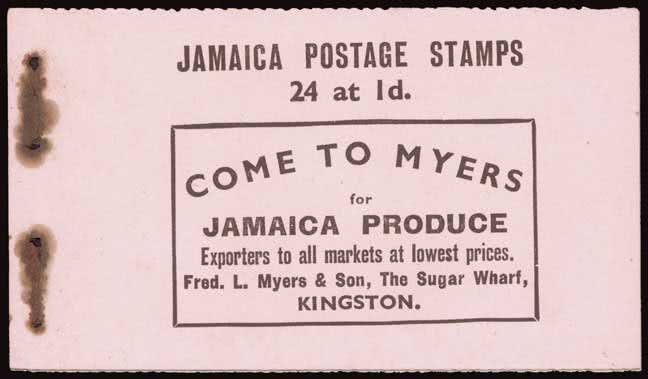 JAMAICA POSTAGE STAMPS
24 at 1d.
COME TO MYERS
for
JAMAICA PRODUCE
Exporters to all markets at lowest prices.
Fred. L. Myers & Son, The Sugar Wharf,
KINGSTON.